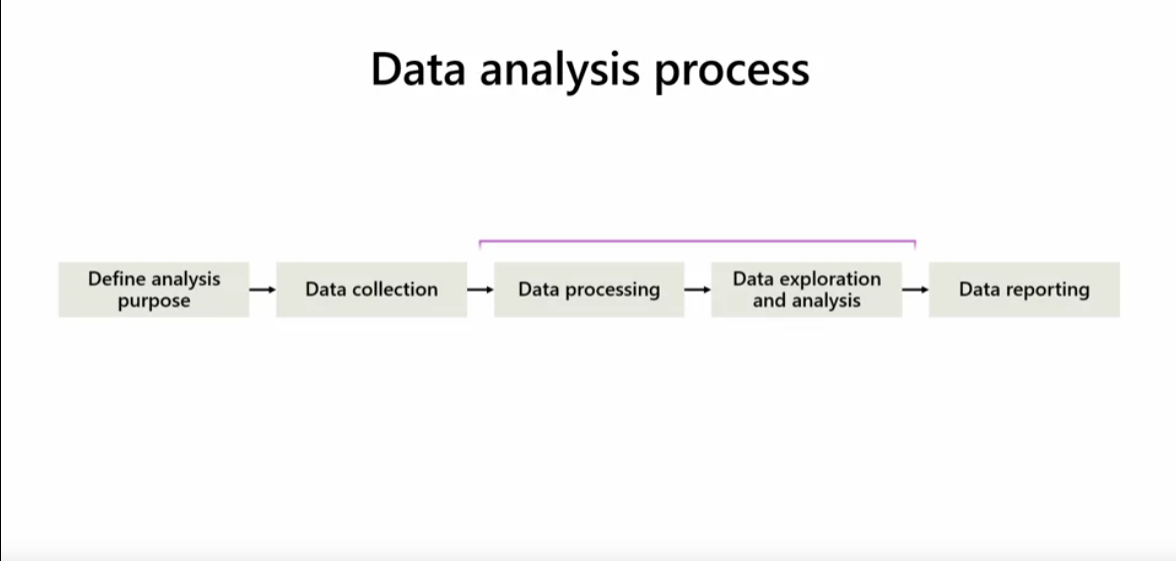 Data analysis process
Define analysis
purpose
Data collection
Data processing
Data exploration
and analysis
Data reporting